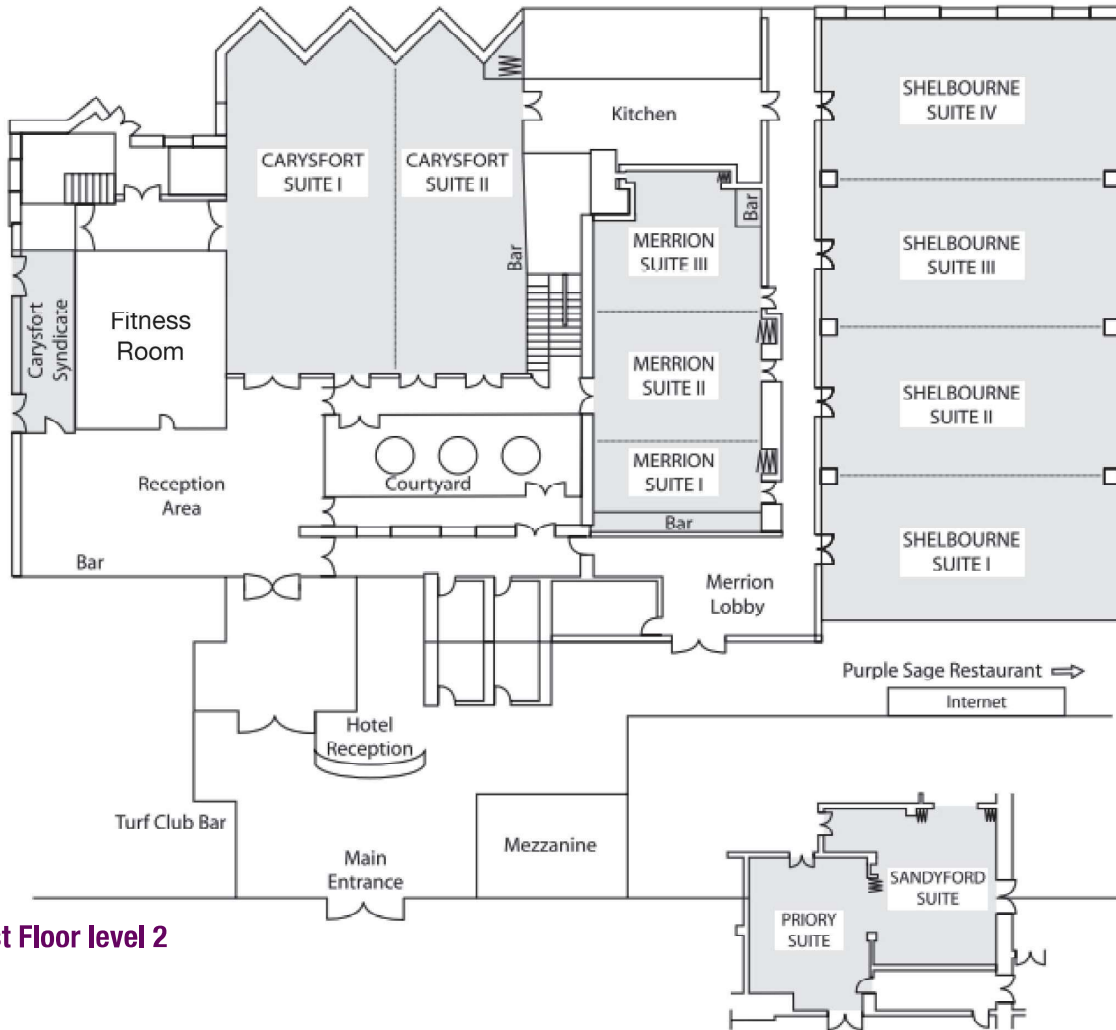 SHELBOURNE
SUITE IV
Kitchen
CARYSFORT
SUITE I
CARYSFORT
SUITE II
Bar
MERRION
SUITE III
SHELBOURNE
SUITE III
Bar
Carysfort
Syndicate
Fitness
Room
MERRION
SUITE II
SHELBOURNE
SUITE II
MERRION
SUITE I
Reception
Area
Courtyard
Bar
SHELBOURNE
SUITE I
Bar
Merrion
Lobby
Purple Sage Restaurant
Internet
Hotel
Reception
Turf Club Bar
Mezzanine
Main
Entrance
SANDYFORD
SUITE
PRIORY
SUITE
t Floor level 2